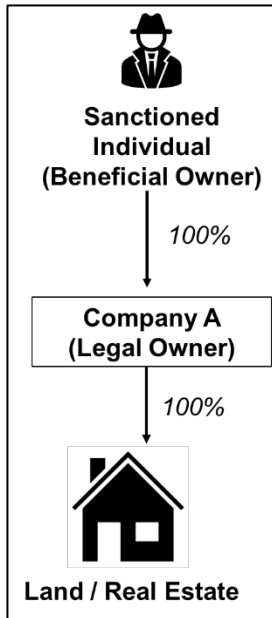 Sanctioned
Individual
(Beneficial Owner)
100%
Company A
(Legal Owner)
100%
Land / Real Estate